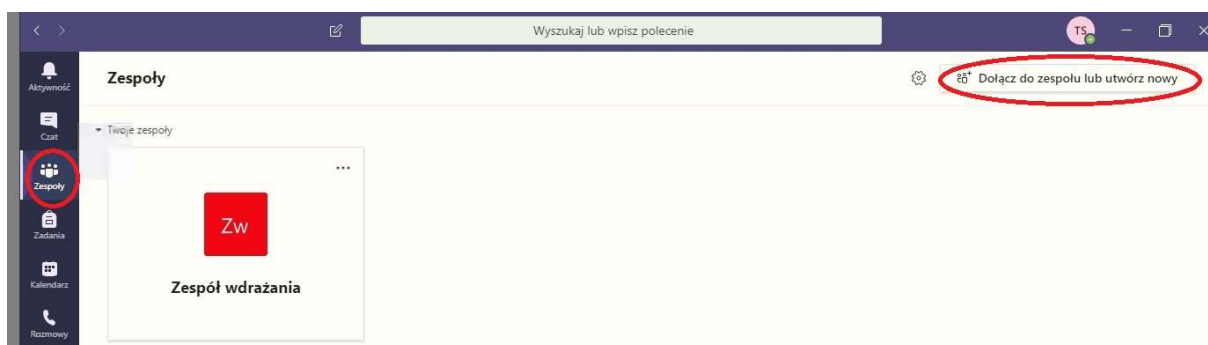 Wyszukaj lub wpisz polecenie
TS
Aktywność
Zespoły
Dołącz do zespołu lub utwórz nowy
Czat
Twoje zespoły
Zespoły
Zw
Zadania
Kalendarz
Zespół wdrażania
Rozmowy